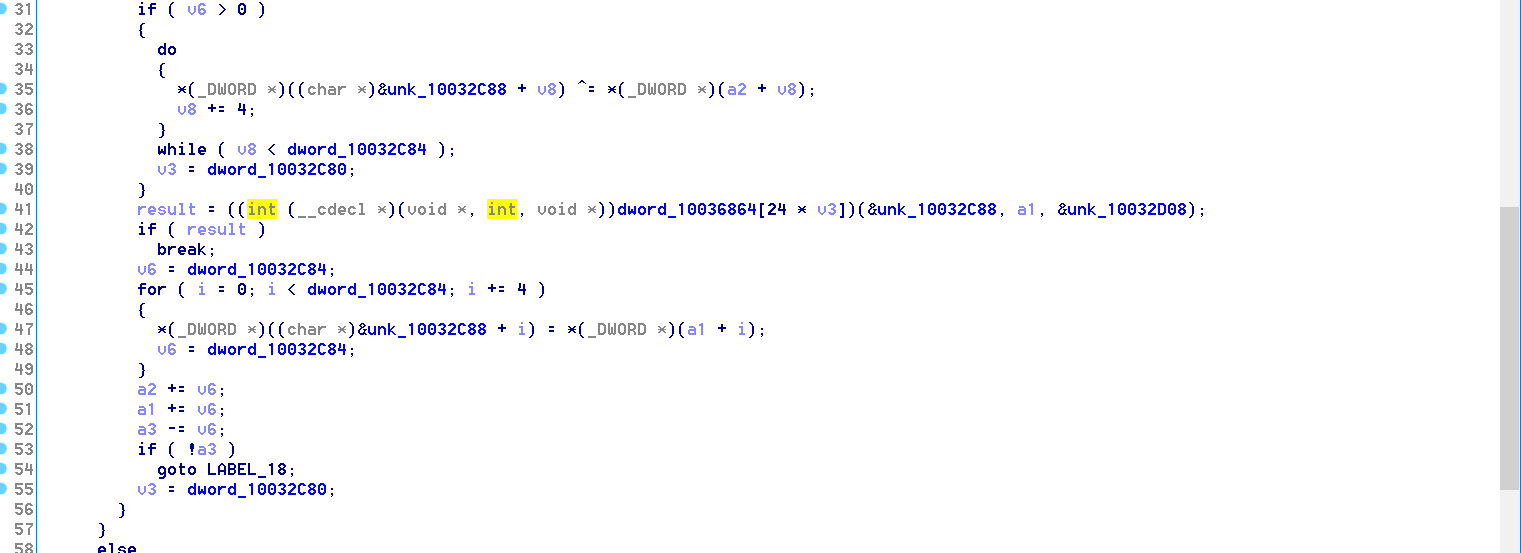 31 if ( v6 > 0 )
32 {
33 do
34 {
35 *(_DWORD *)((char *)&unk_10032C88 + v8) ^= *(_DWORD *)(a2 + v8);
36 v8 += 4;
37 }
38 while ( v8 < dword_10032C84 );
39 v3 = dword_10032C80;
40 }
41 result = ((int (__cdecl *)(void *, int, void *))dword_10036864[24 * v3])(&unk_10032C88, a1, &unk_10032D08);
42 if ( result )
43 break;
44 v6 = dword_10032C84;
45 for ( i = 0; i < dword_10032C84; i += 4 )
46 {
47 *(_DWORD *)((char *)&unk_10032C88 + i) = *(_DWORD *)(a1 + i);
48 v6 = dword_10032C84;
49 }
50 a2 += v6;
51 a1 += v6;
52 a3 -= v6;
53 if ( !a3 )
54 goto LABEL_18;
55 v3 = dword_10032C80;
56 }
57 }
58 else